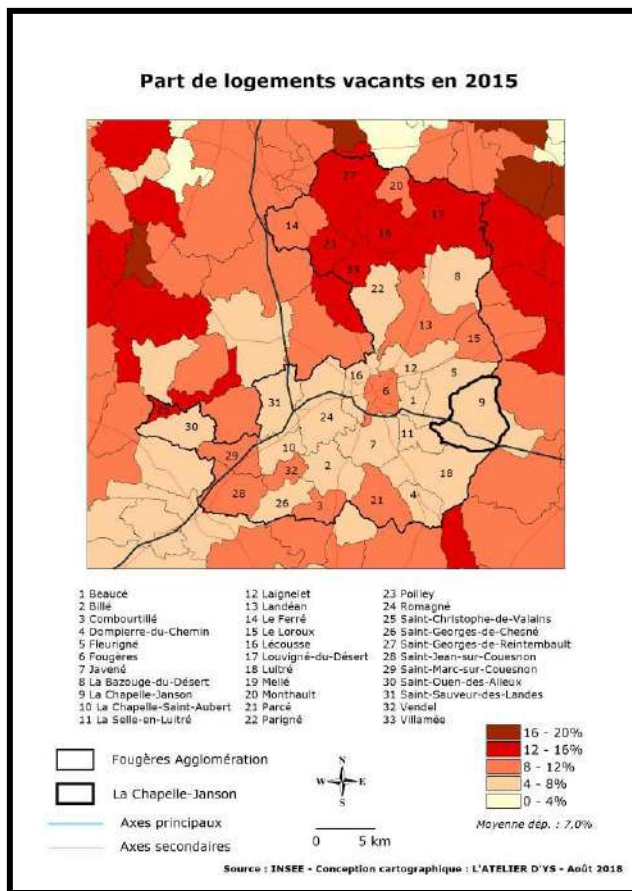 Part de logements vacants en 2015
27
20
17
14
19
23
33
8
22
13
15
12
16
5
6
1
9
31
25
30
24
11
10
7
29
32
2
18
28
26
3
21
4
1 Beaucé
2 Billé
3 Combourtillé
4 Dompierre-du-Chemin
5 Fleurigné
6 Fougères
7 Javené
8 La Bazouge-du-Désert
9 La Chapelle-Janson
10 La Chapelle-Saint-Aubert
11 La Selle-en-Luitré
12 Laignelet
13 Landéan
14 Le Ferré
15 Le Loroux
16 Lécousse
17 Louvigné-du-Désert
18 Luitré
19 Mellé
20 Monthault
21 Parcé
22 Parigné
23 Poilley
24 Romagné
25 Saint-Christophe-de-Valains
26 Saint-Georges-de-Chesné
27 Saint-Georges-de-Reintembault
28 Saint-Jean-sur-Couesnon
29 Saint-Marc-sur-Couesnon
30 Saint-Ouen-des-Alleux
31 Saint-Sauveur-des-Landes
32 Vendel
33 Villamée
Fougères Agglomération
La Chapelle-Janson
Axes principaux
Axes secondaires
N
W E
S
0 5 km
16 - 20%
12 - 16%
8 - 12%
4 - 8%
0 - 4%
Moyenne dép. : 7,0%
Source : INSEE - Conception cartographique : L'ATELIER D'YS - Août 2018